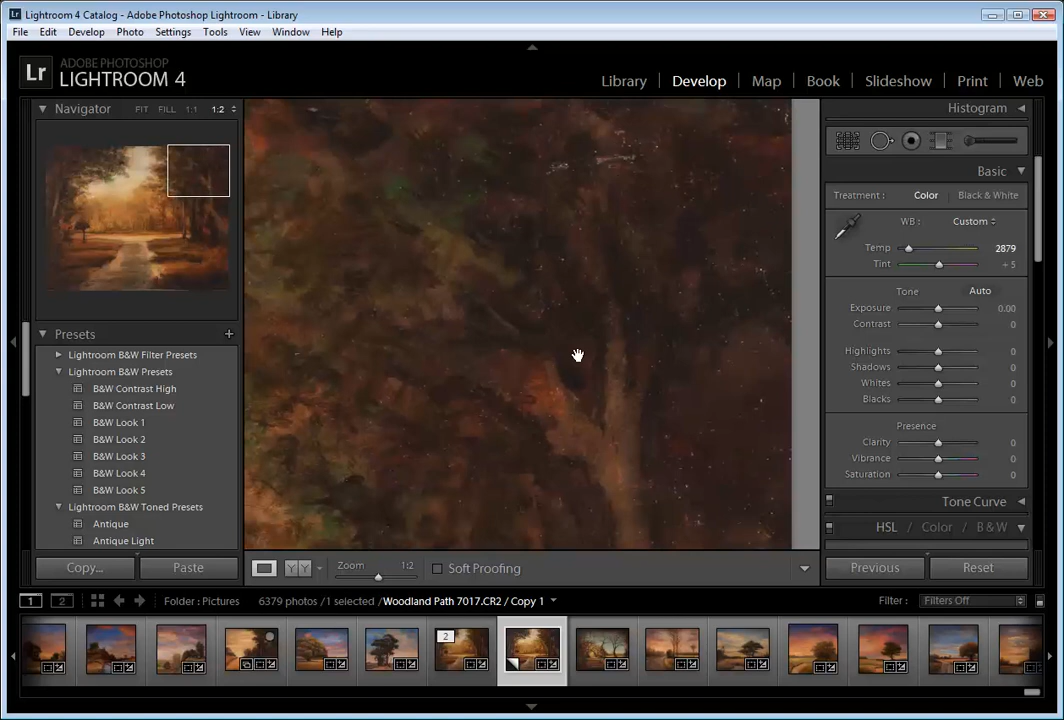 Lightroom 4 Catalog - Adobe Photoshop Lightroom - Library
File Edit Develop Photo Settings Tools View Window Help
Lr
ADOBE PHOTOSHOP
LIGHTROOM 4
Library | Develop | Map | Book | Slideshow | Print | Web
Navigator FIT FILL 1:1 1:2
Presets +
Lightroom B&W Filter Presets
Lightroom B&W Presets
B&W Contrast High
B&W Contrast Low
B&W Look 1
B&W Look 2
B&W Look 3
B&W Look 4
B&W Look 5
Lightroom B&W Toned Presets
Antique
Antique Light
Copy... Paste
Zoom 1:2 Soft Proofing
Histogram
Basic
Treatment : Color Black & White
WB : Custom
Temp 2879
Tint + 5
Tone Auto
Exposure 0.00
Contrast 0
Highlights 0
Shadows 0
Whites 0
Blacks 0
Presence
Clarity 0
Vibrance 0
Saturation 0
Tone Curve
HSL / Color / B & W
Previous Reset
1 2 Folder : Pictures 6379 photos /1 selected /Woodland Path 7017.CR2 / Copy 1 Filter : Filters Off
2